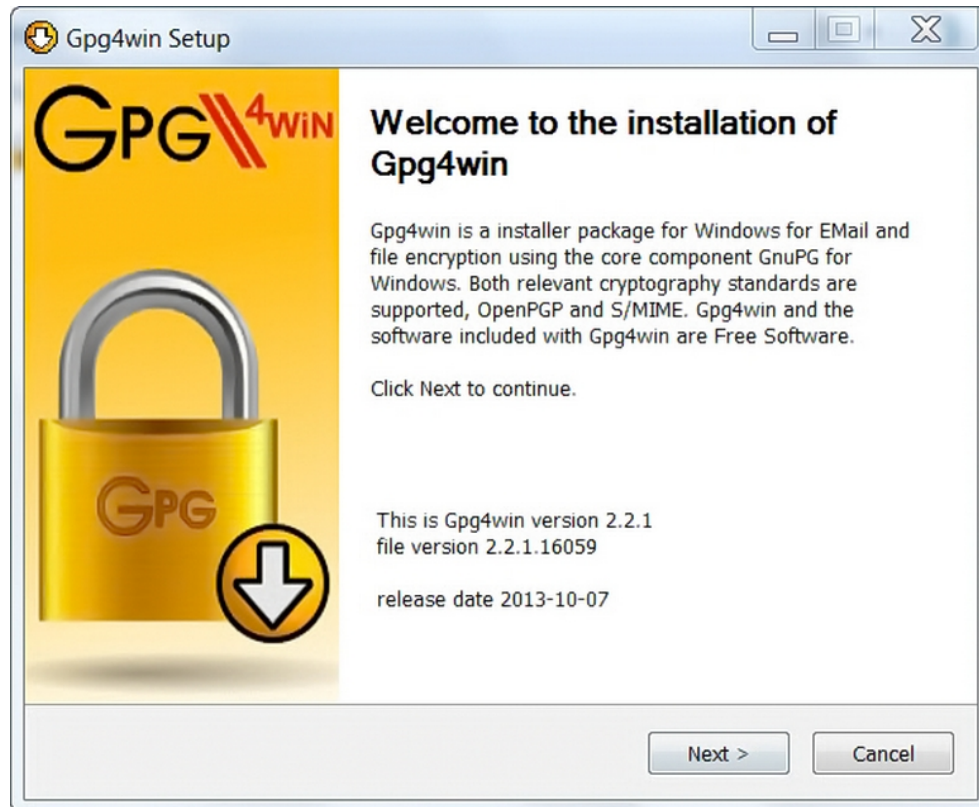 Gpg4win Setup
GPG4WIN
Welcome to the installation of
Gpg4win
Gpg4win is a installer package for Windows for EMail and
file encryption using the core component GnuPG for
Windows. Both relevant cryptography standards are
supported, OpenPGP and S/MIME. Gpg4win and the
software included with Gpg4win are Free Software.
Click Next to continue.
GPG
This is Gpg4win version 2.2.1
file version 2.2.1.16059
release date 2013-10-07
Next >
Cancel